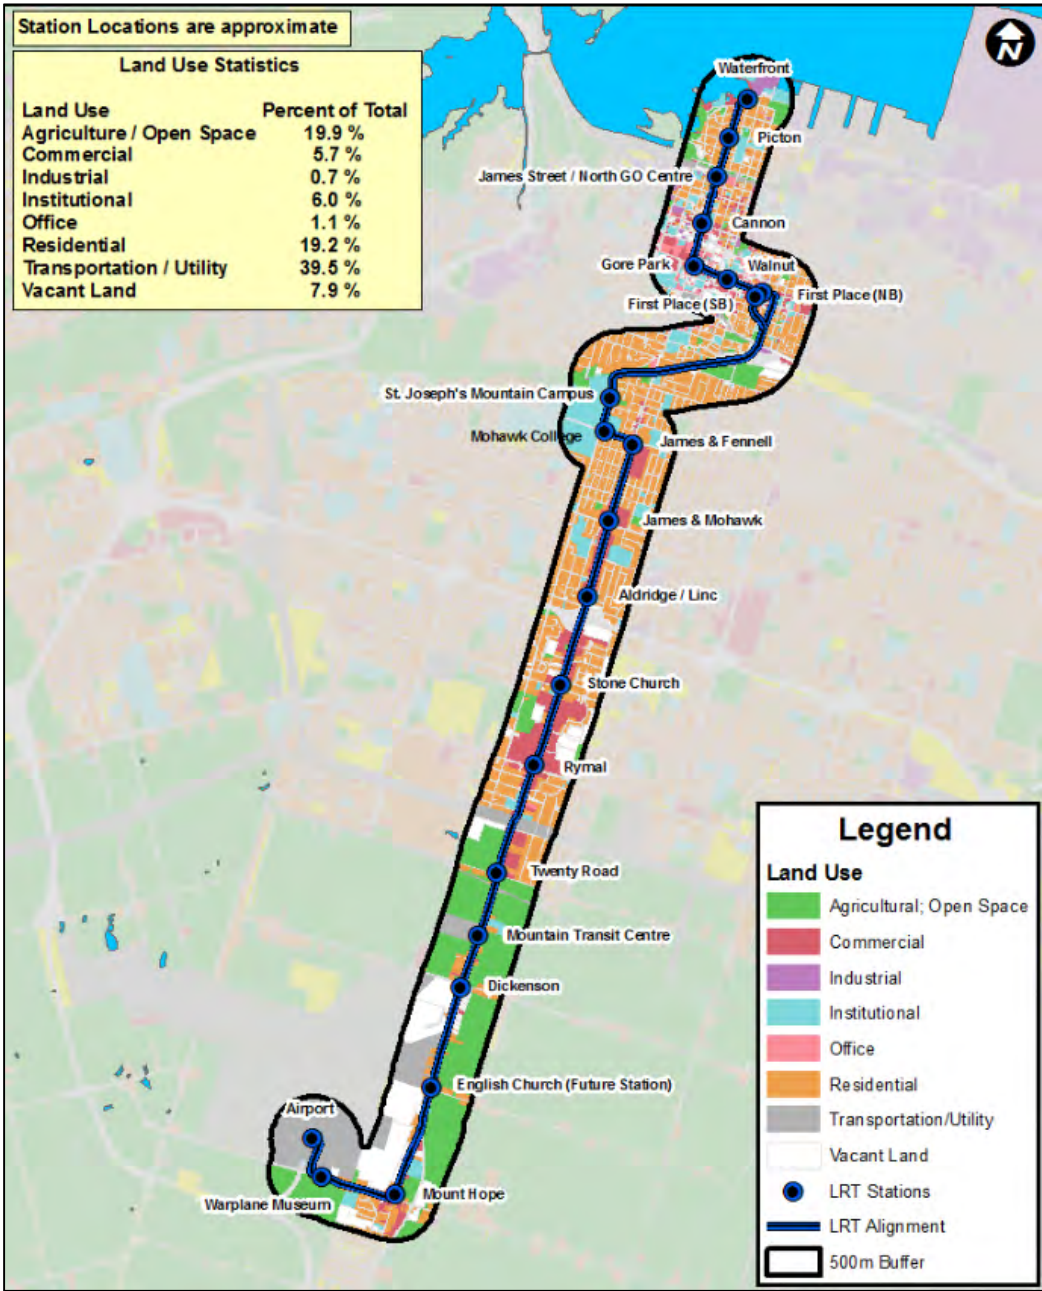 Station Locations are approximate
Land Use Statistics
Land Use Percent of Total
Agriculture / Open Space 19.9 %
Commercial 5.7 %
Industrial 0.7 %
Institutional 6.0 %
Office 1.1 %
Residential 19.2 %
Transportation / Utility 39.5 %
Vacant Land 7.9 %
N
Waterfront
Picton
James Street / North GO Centre
Cannon
Gore Park
Walnut
First Place (SB)
First Place (NB)
St. Joseph's Mountain Campus
Mohawk College
James & Fennell
James & Mohawk
Aldridge / Linc
Stone Church
Rymal
Twenty Road
Mountain Transit Centre
Dickenson
English Church (Future Station)
Airport
Warplane Museum
Mount Hope
Legend
Land Use
Agricultural; Open Space
Commercial
Industrial
Institutional
Office
Residential
Transportation/Utility
Vacant Land
LRT Stations
LRT Alignment
500m Buffer